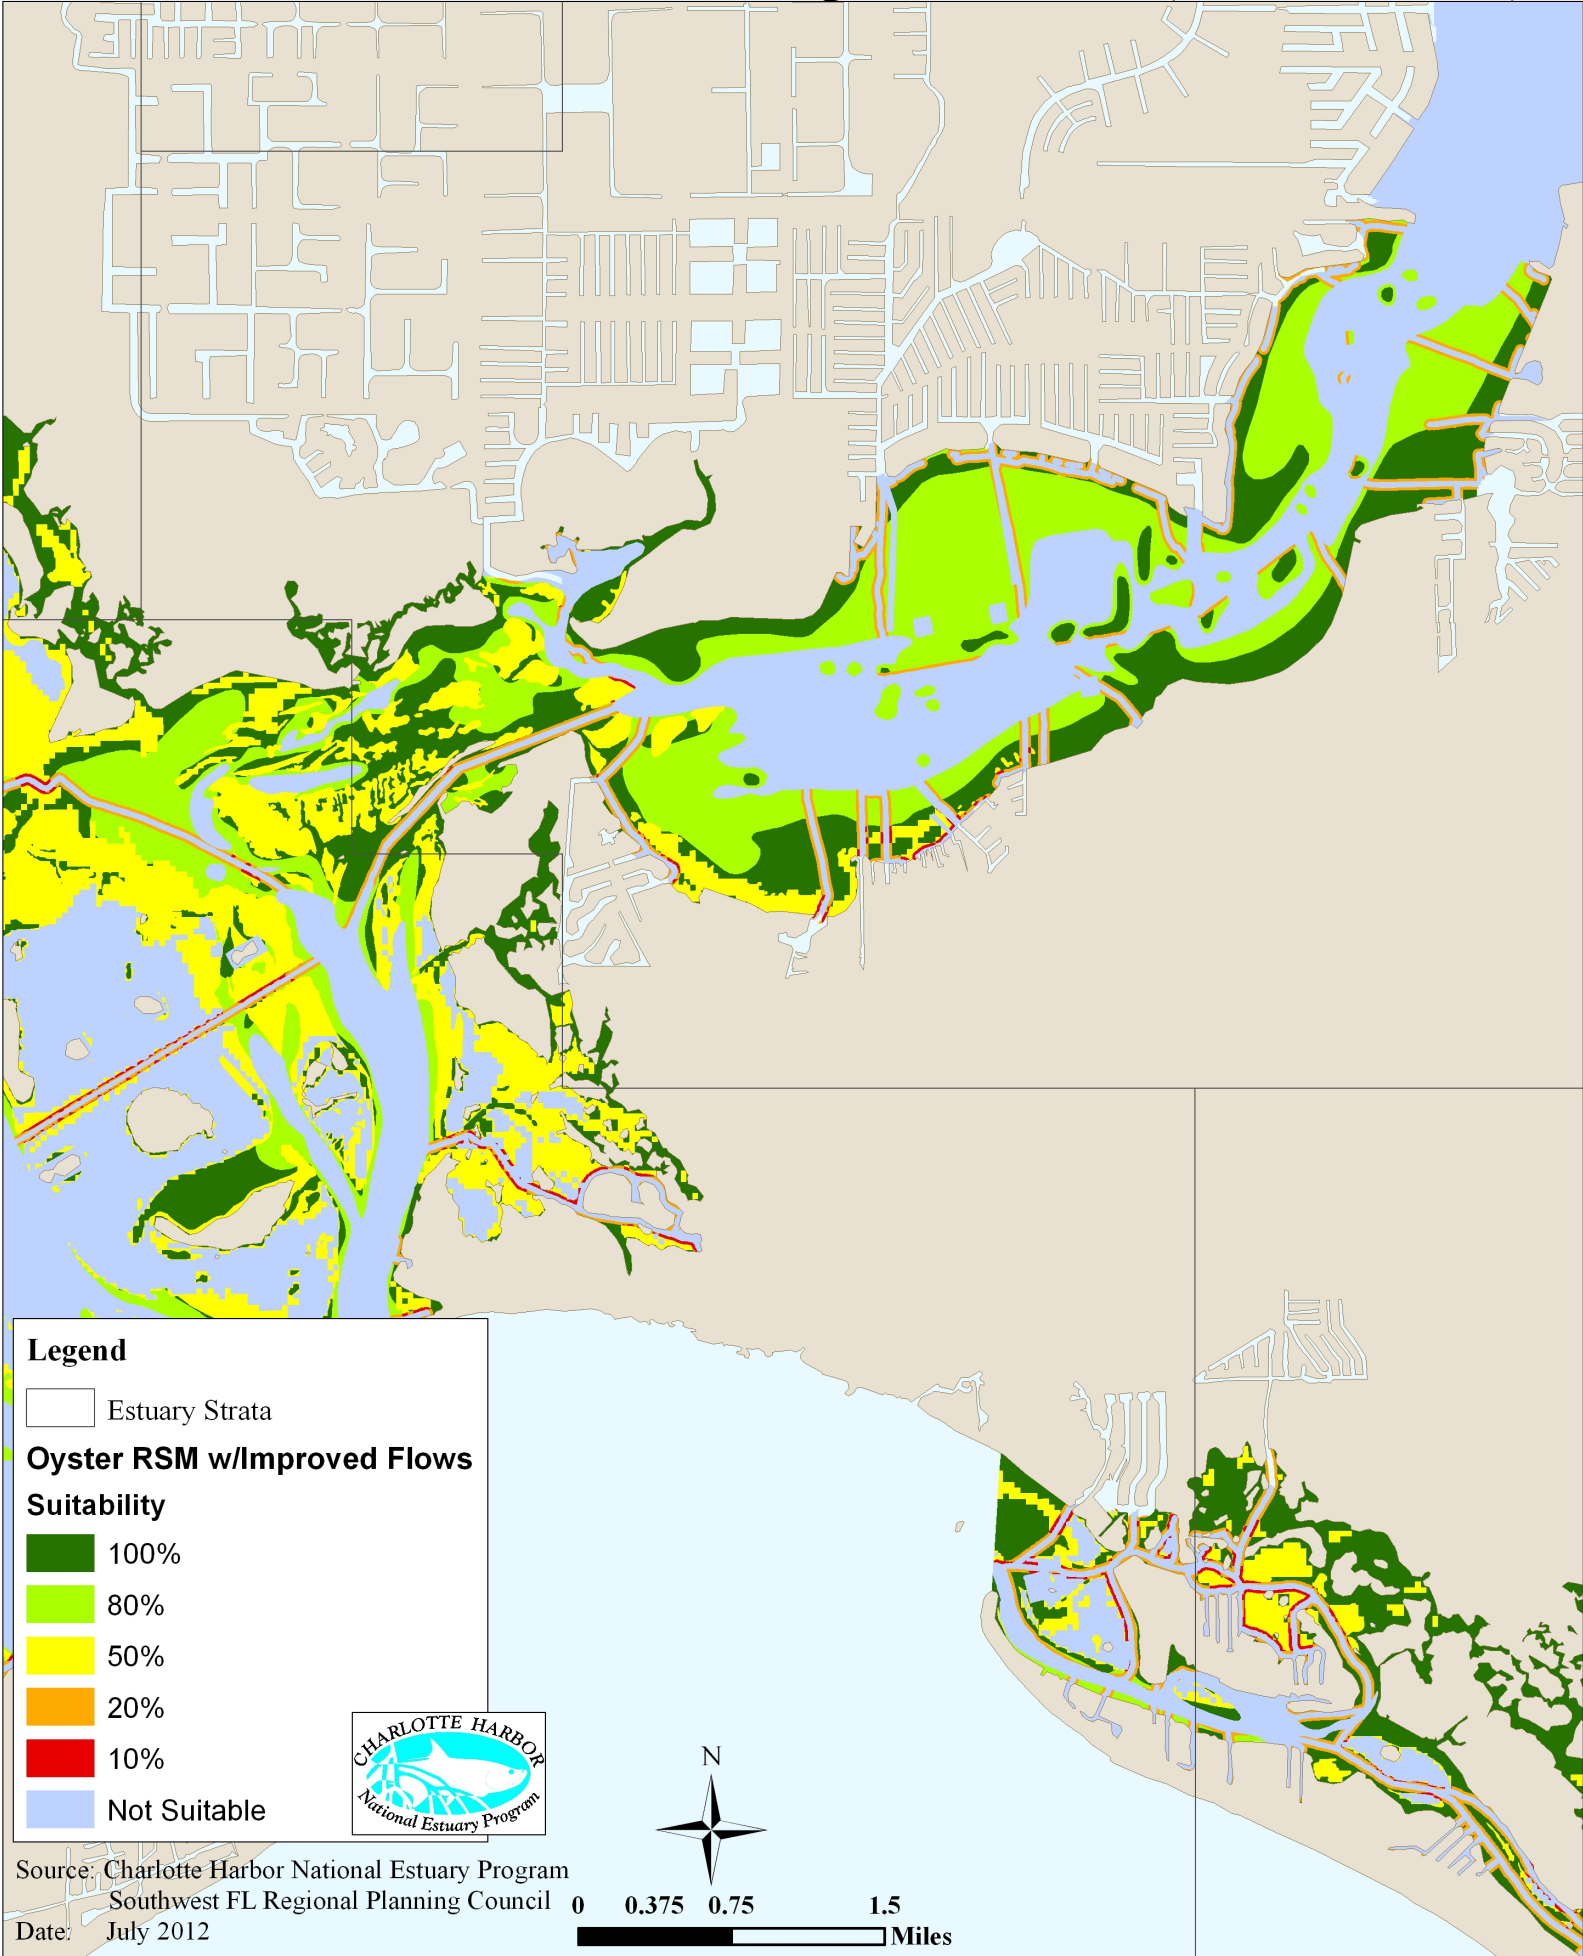 Legend
Estuary Strata
Oyster RSM w/Improved Flows
Suitability
100%
80%
50%
20%
10%
Not Suitable
CHARLOTTE HARBOR
National Estuary Program
N
Source: Charlotte Harbor National Estuary Program
Southwest FL Regional Planning Council
Date: July 2012
0 0.375 0.75 1.5
Miles